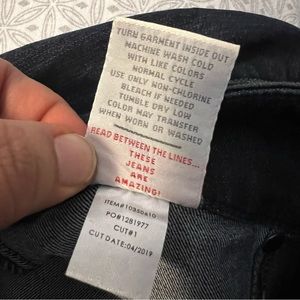 TURN GARMENT INSIDE OUT
MACHINE WASH COLD
WITH LIKE COLORS
NORMAL CYCLE
USE ONLY NON-CHLORINE
BLEACH IF NEEDED
TUMBLE DRY LOW
COLOR MAY TRANSFER
WHEN WORN OR WASHED
READ BETWEEN THE LINES...
THESE
JEANS
ARE
AMAZING!
ITEM#10350610
PO#1281977
CUT#1
CUT DATE:04/2019